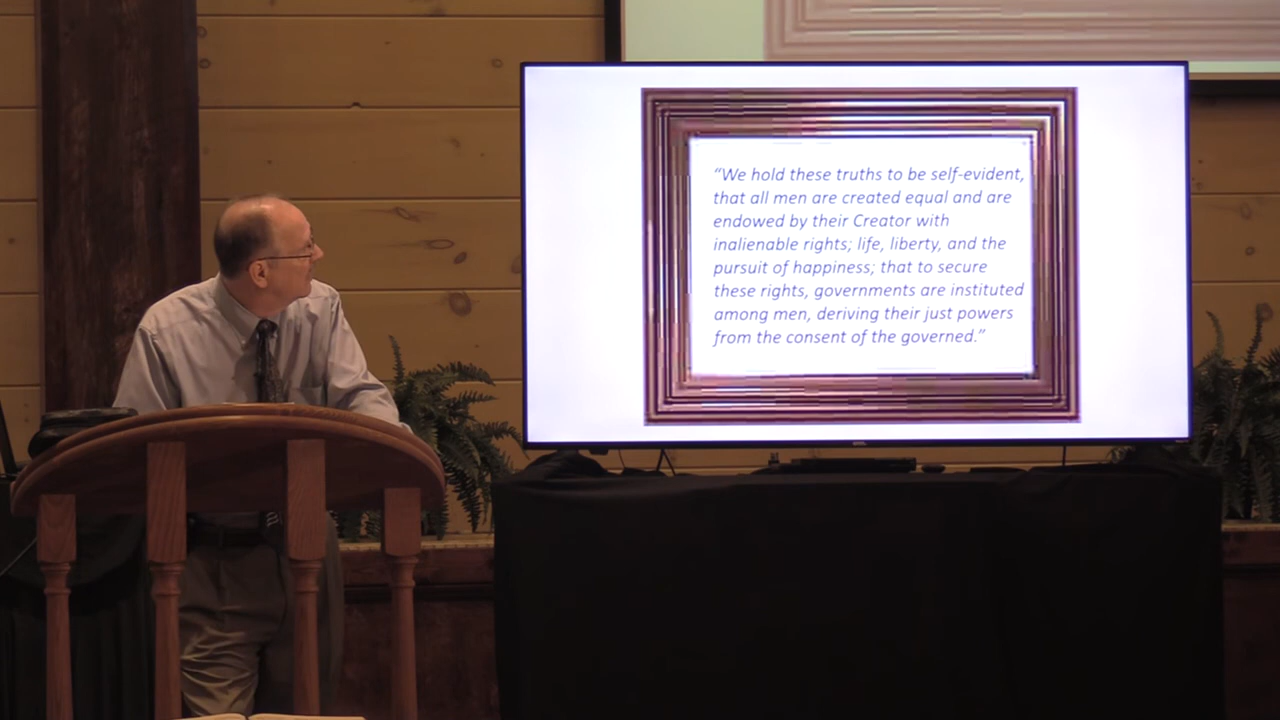 “We hold these truths to be self-evident,
that all men are created equal and are
endowed by their Creator with
inalienable rights; life, liberty, and the
pursuit of happiness; that to secure
these rights, governments are instituted
among men, deriving their just powers
from the consent of the governed.”